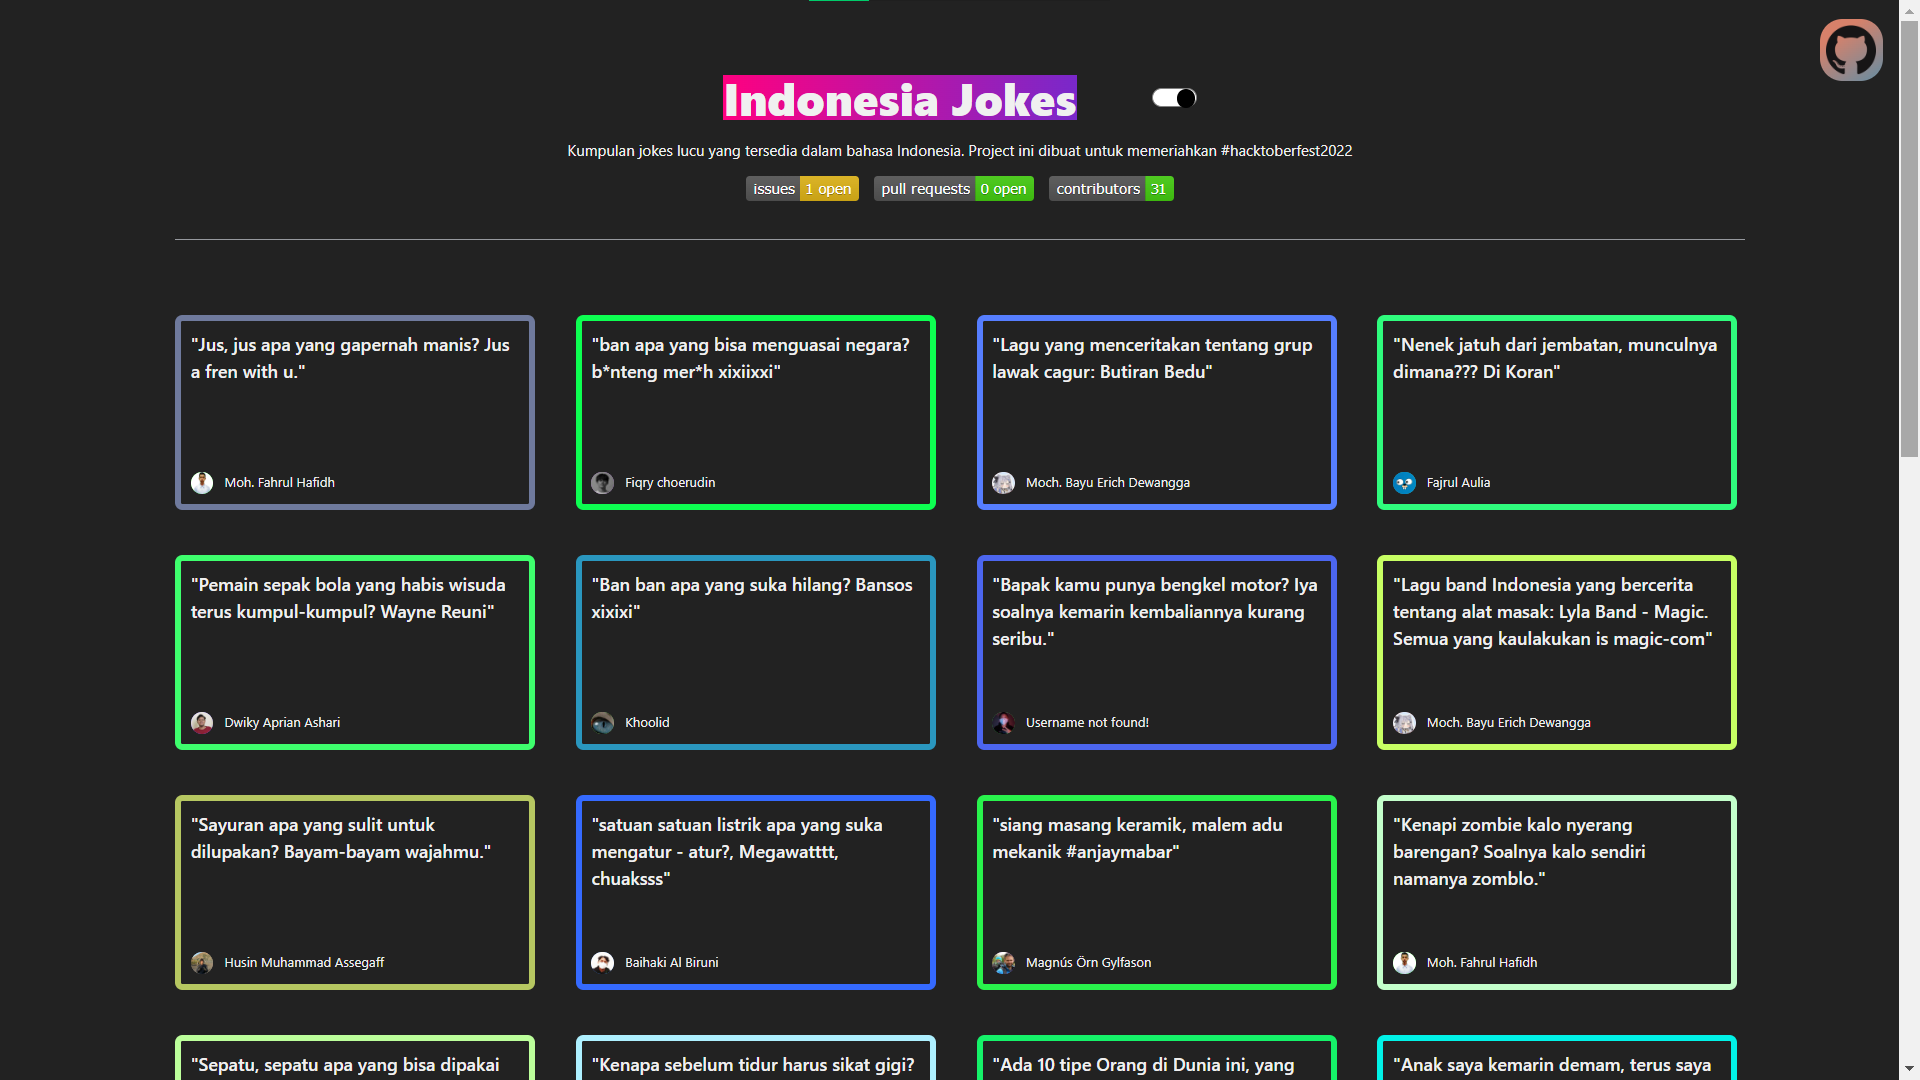 Indonesia Jokes
Kumpulan jokes lucu yang tersedia dalam bahasa Indonesia. Project ini dibuat untuk memeriahkan #hacktoberfest2022
issues 1 open
pull requests 0 open
contributors 31
"Jus, jus apa yang gapernah manis? Jus
a fren with u."
Moh. Fahrul Hafidh
"ban apa yang bisa menguasai negara?
b*nteng mer*h xixiixxi"
Fiqry choerudin
"Lagu yang menceritakan tentang grup
lawak cagur: Butiran Bedu"
Moch. Bayu Erich Dewangga
"Nenek jatuh dari jembatan, munculnya
dimana??? Di Koran"
Fajrul Aulia
"Pemain sepak bola yang habis wisuda
terus kumpul-kumpul? Wayne Reuni"
Dwiky Aprian Ashari
"Ban ban apa yang suka hilang? Bansos
xixixi"
Khoolid
"Bapak kamu punya bengkel motor? Iya
soalnya kemarin kembaliannya kurang
seribu."
Username not found!
"Lagu band Indonesia yang bercerita
tentang alat masak: Lyla Band - Magic.
Semua yang kaulakukan is magic-com"
Moch. Bayu Erich Dewangga
"Sayuran apa yang sulit untuk
dilupakan? Bayam-bayam wajahmu."
Husin Muhammad Assegaff
"satuan satuan listrik apa yang suka
mengatur - atur?, Megawatttt,
chuaksss"
Baihaki Al Biruni
"siang masang keramik, malem adu
mekanik #anjaymabar"
Magnús Örn Gylfason
"Kenapi zombie kalo nyerang
barengan? Soalnya kalo sendiri
namanya zomblo."
Moh. Fahrul Hafidh
"Sepatu, sepatu apa yang bisa dipakai
"Kenapa sebelum tidur harus sikat gigi?
"Ada 10 tipe Orang di Dunia ini, yang
"Anak saya kemarin demam, terus saya